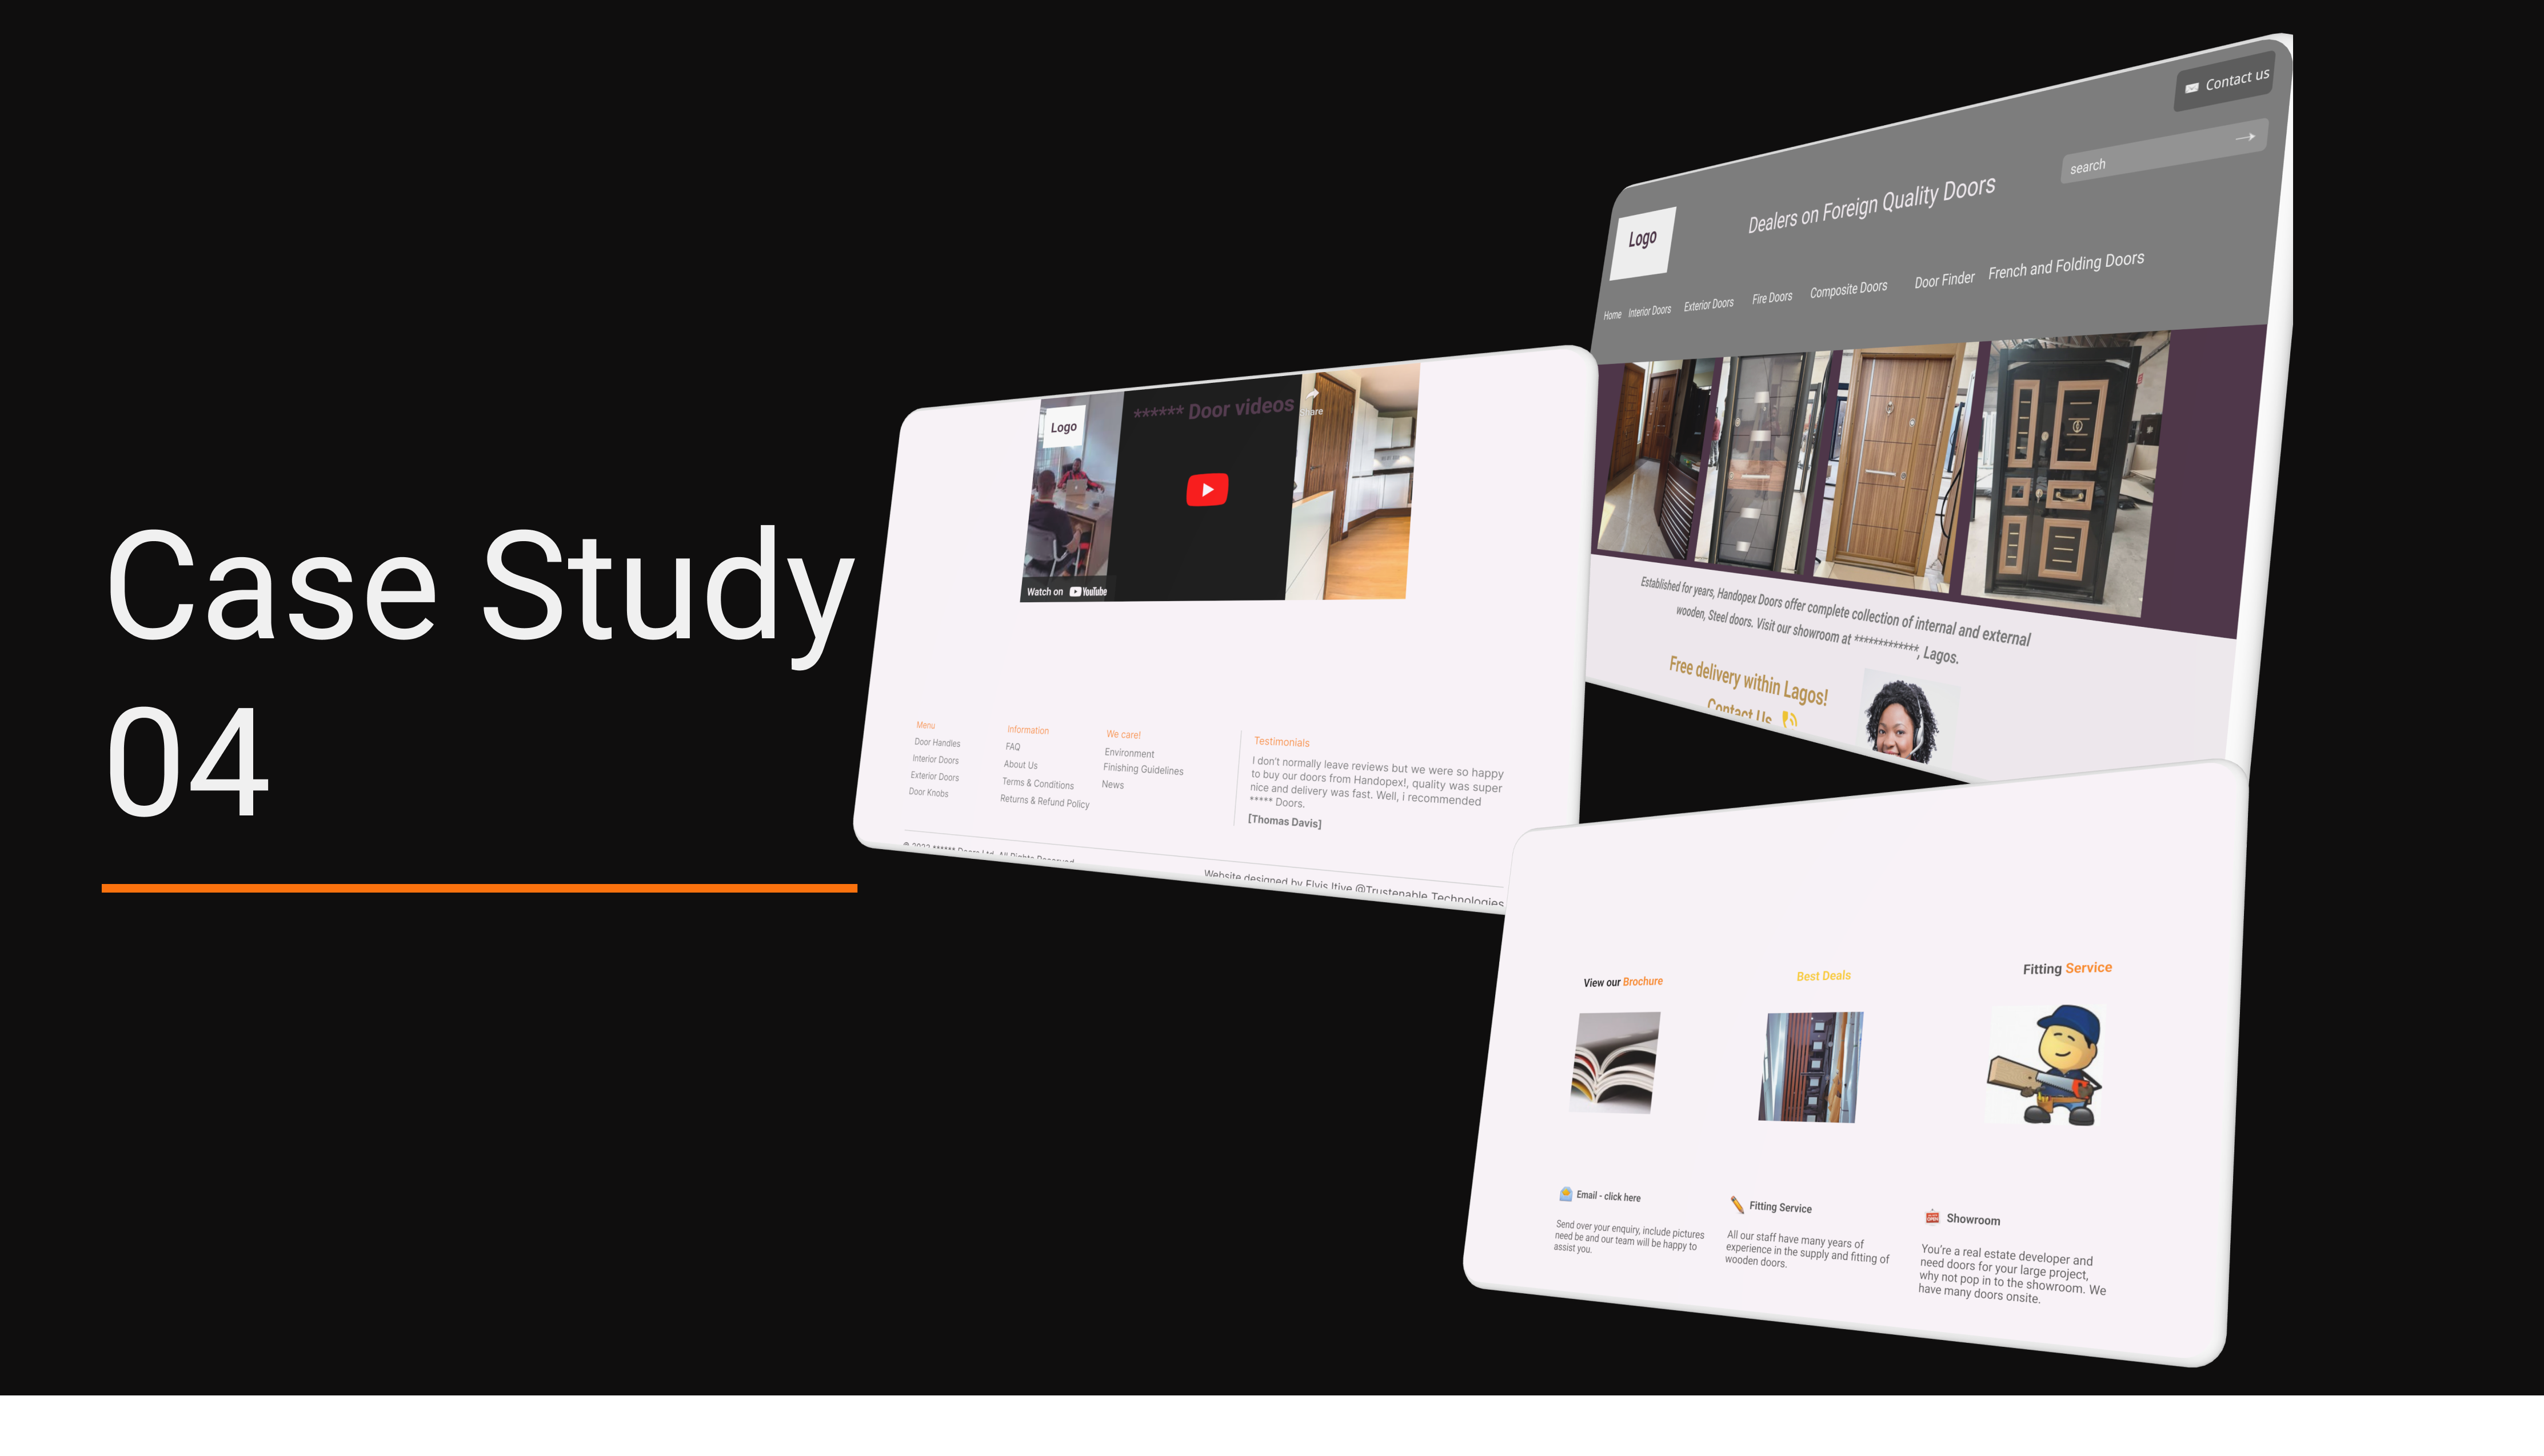 Case Study
04
Contact us
search
Dealers on Foreign Quality Doors
Logo
Home Interior Doors Exterior Doors Fire Doors Composite Doors Door Finder French and Folding Doors
Established for years, Handopex Doors offer complete collection of internal and external
wooden, Steel doors. Visit our showroom at ************, Lagos.
Free delivery within Lagos!
Contact Us
Logo
****** Door videos
Share
Watch on YouTube
Menu
Door Handles
Interior Doors
Exterior Doors
Door Knobs
Information
FAQ
About Us
Terms & Conditions
Returns & Refund Policy
We care!
Environment
Finishing Guidelines
News
Testimonials
I don't normally leave reviews but we were so happy
to buy our doors from Handopex!, quality was super
nice and delivery was fast. Well, i recommended
***** Doors.
[Thomas Davis]
© 2022 ****** Doors Ltd. All Rights Reserved
Website designed by Elvis Itive @Trustenable Technologies
View our Brochure
Best Deals
Fitting Service
Email - click here
Send over your enquiry, include pictures
need be and our team will be happy to
assist you.
Fitting Service
All our staff have many years of
experience in the supply and fitting of
wooden doors.
Showroom
You're a real estate developer and
need doors for your large project,
why not pop in to the showroom. We
have many doors onsite.